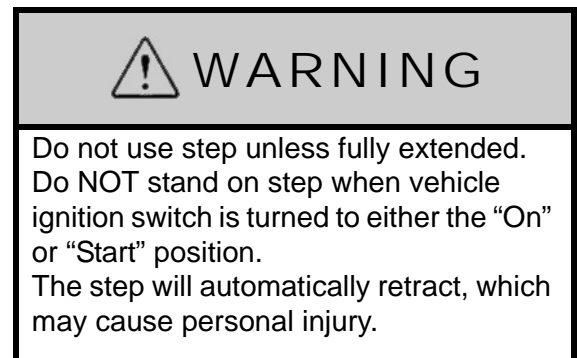 WARNING
Do not use step unless fully extended.
Do NOT stand on step when vehicle
ignition switch is turned to either the “On”
or “Start” position.
The step will automatically retract, which
may cause personal injury.